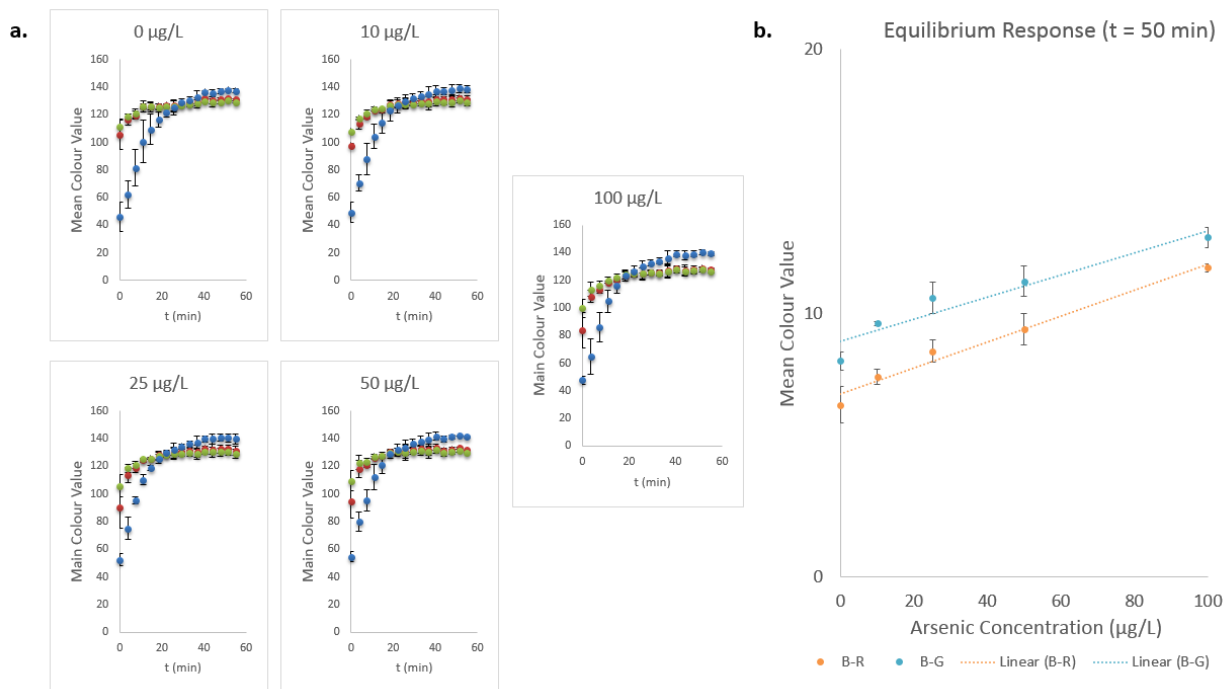 a.
0 µg/L
160
140
120
100
80
60
40
20
0
Mean Colour Value
0 20 40 60
t (min)
10 µg/L
160
140
120
100
80
60
40
20
0
Mean Colour Value
0 20 40 60
t (min)
25 µg/L
160
140
120
100
80
60
40
20
0
Main Colour Value
0 20 40 60
t (min)
50 µg/L
160
140
120
100
80
60
40
20
0
Main Colour Value
0 20 40 60
t (min)
100 µg/L
160
140
120
100
80
60
40
20
0
Main Colour Value
0 20 40 60
t (min)
b.
Equilibrium Response (t = 50 min)
20
10
0
Mean Colour Value
0 20 40 60 80 100
Arsenic Concentration (µg/L)
B-R B-G Linear (B-R) Linear (B-G)